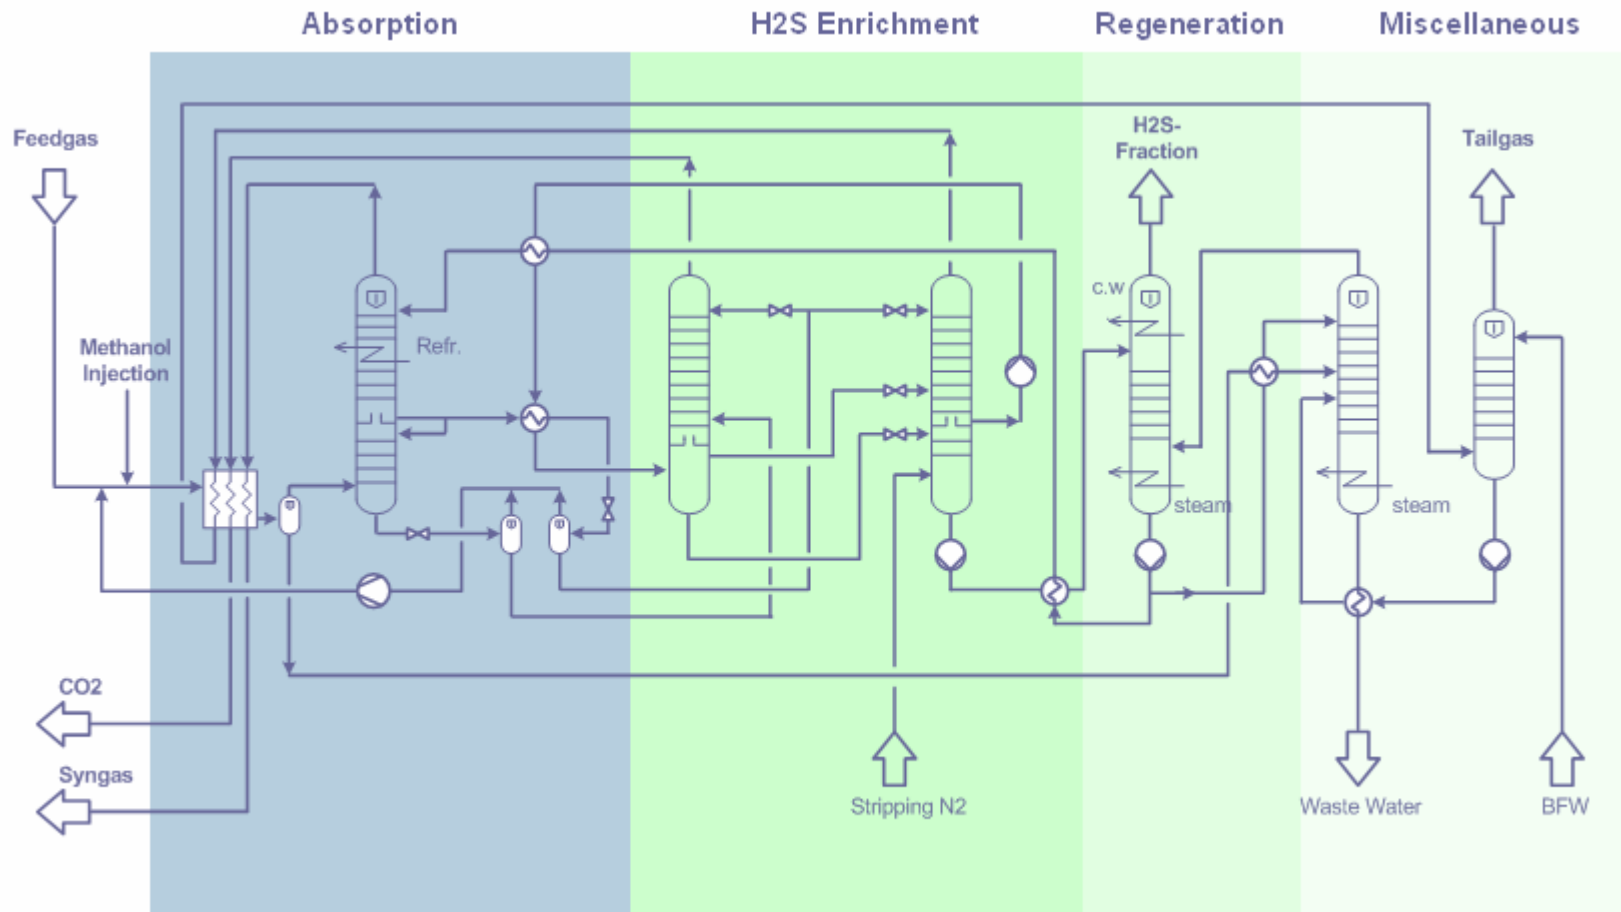 Absorption
H2S Enrichment
Regeneration
Miscellaneous
Feedgas
H2S-
Fraction
Tailgas
C.W
Methanol
Injection
Refr.
steam
steam
CO2
Syngas
Stripping N2
Waste Water
BFW